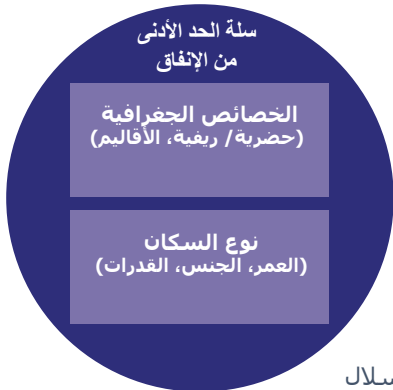 سلة الحد الأدنى
من الإنفاق
الخصائص الجغرافية
(حضرية/ ريفية، الأقاليم)
نوع السكان
(العمر، الجنس، القدرات)